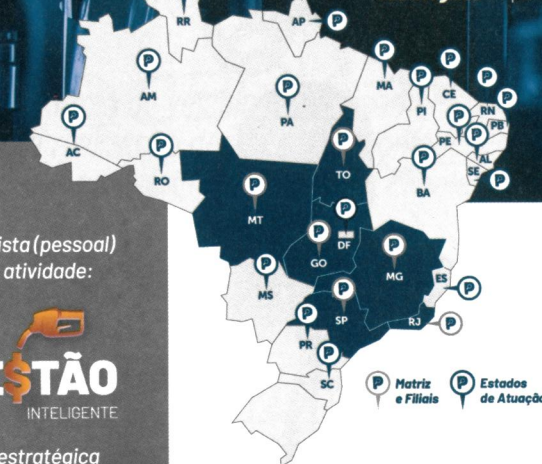 RR
AP
AM
PA
MA
CE
RN
PB
PI
PE
AL
SE
AC
RO
TO
BA
MT
DF
GO
MG
ES
MS
SP
RJ
PR
SC
ista (pessoal)
atividade:
E$TÃO
INTELIGENTE
estratégica
Matriz
e Filiais
Estados
de Atuação